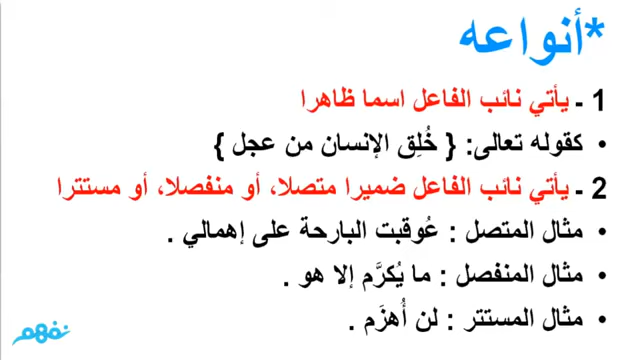 *أنواعه
1 - يأتي نائب الفاعل اسما ظاهرا
• كقوله تعالى: { خُلِق الإنسان من عجل }
2 - يأتي نائب الفاعل ضميرا متصلا، أو منفصلا، أو مستترا
• مثال المتصل : عُوقبت البارحة على إهمالي .
• مثال المنفصل : ما يُكرَّم إلا هو .
• مثال المستتر : لن أُهزَم .
نفهم